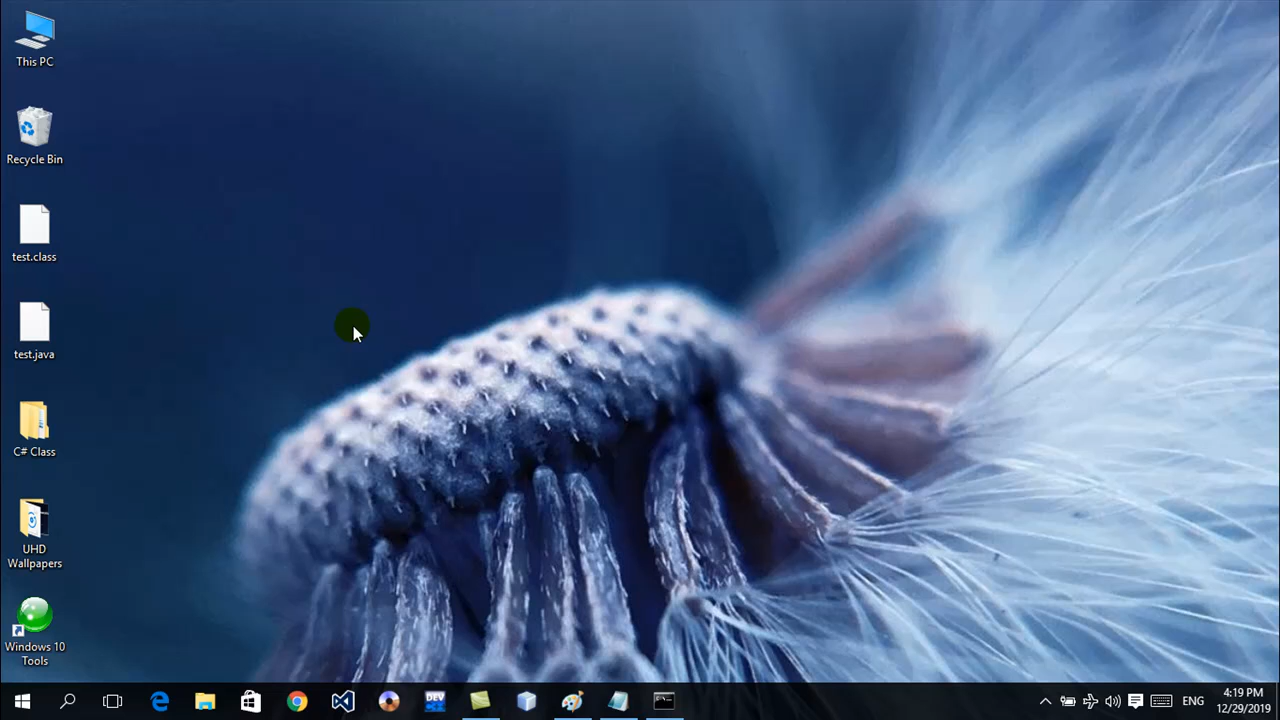 This PC
Recycle Bin
test.class
test.java
C# Class
UHD
Wallpapers
Windows 10
Tools
DEV
ENG
4:19 PM
12/29/2019